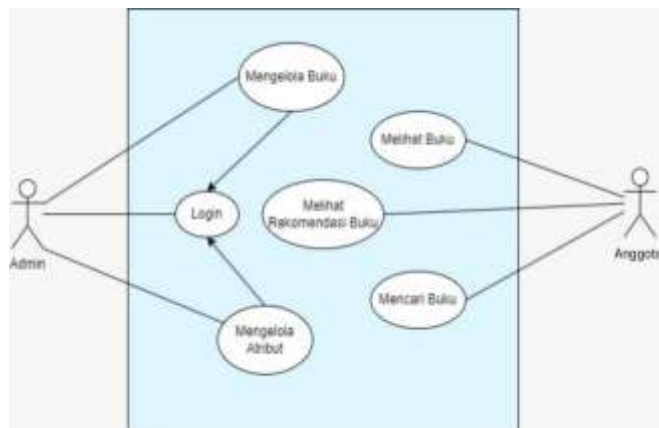 Mengelola Buku
Melihat Buku
Login
Melihat
Rekomendasi Buku
Admin
Anggota
Mencari Buku
Mengelola
Atribut